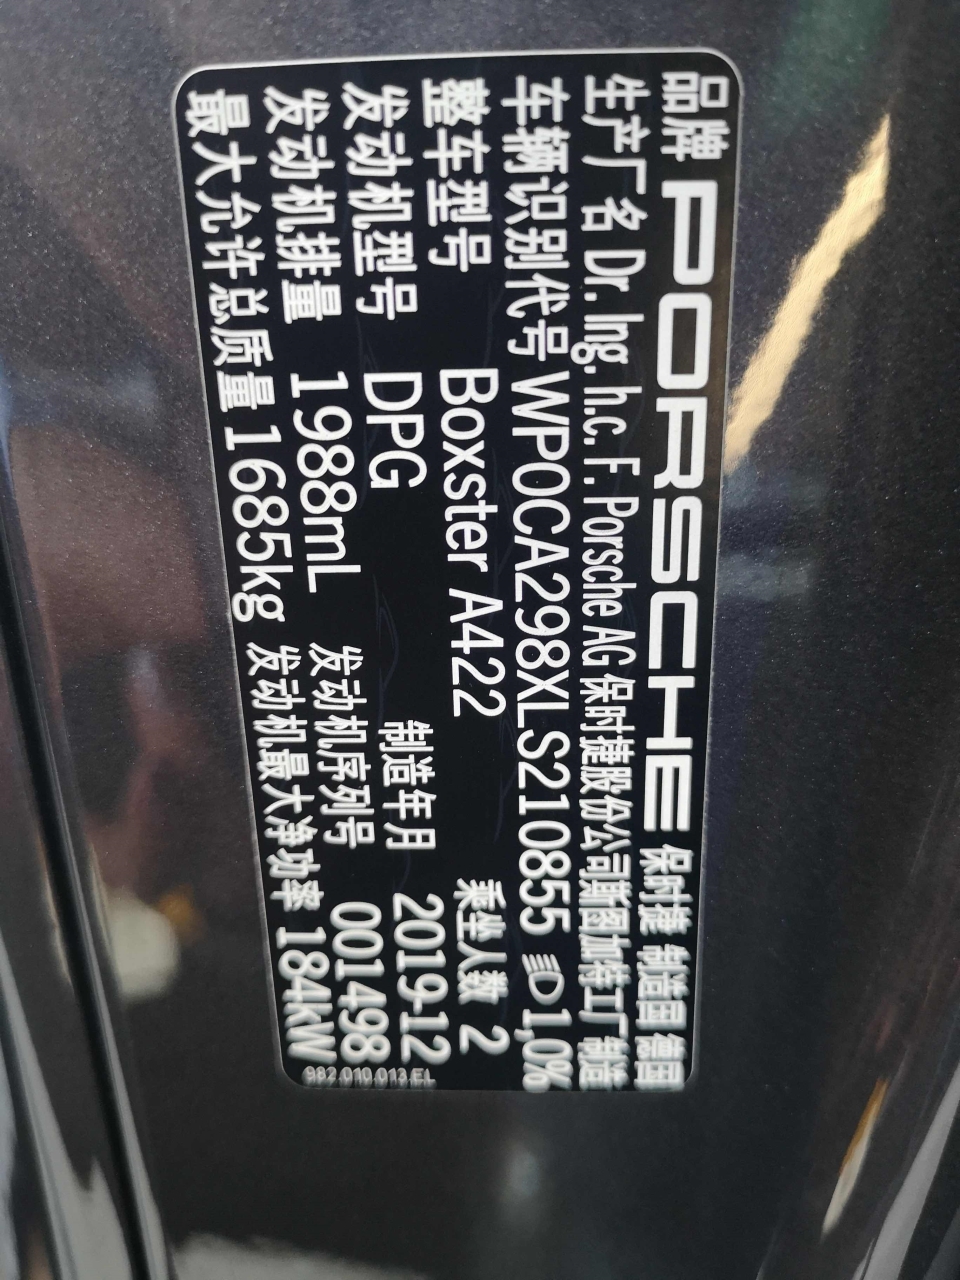 品牌 PORSCHE 保时捷 制造国 德国
生产厂名 Dr. Ing. h.c. F. Porsche AG 保时捷股份公司斯图加特工厂制造
车辆识别代号 WP0CA298XLS210855 1,0%
整车型号 Boxster A422 乘坐人数 2
发动机型号 DPG 制造年月 2019-12
发动机排量 1988mL 发动机序列号 001498
最大允许总质量 1685kg 发动机最大净功率 184kW
982.010.013.EL